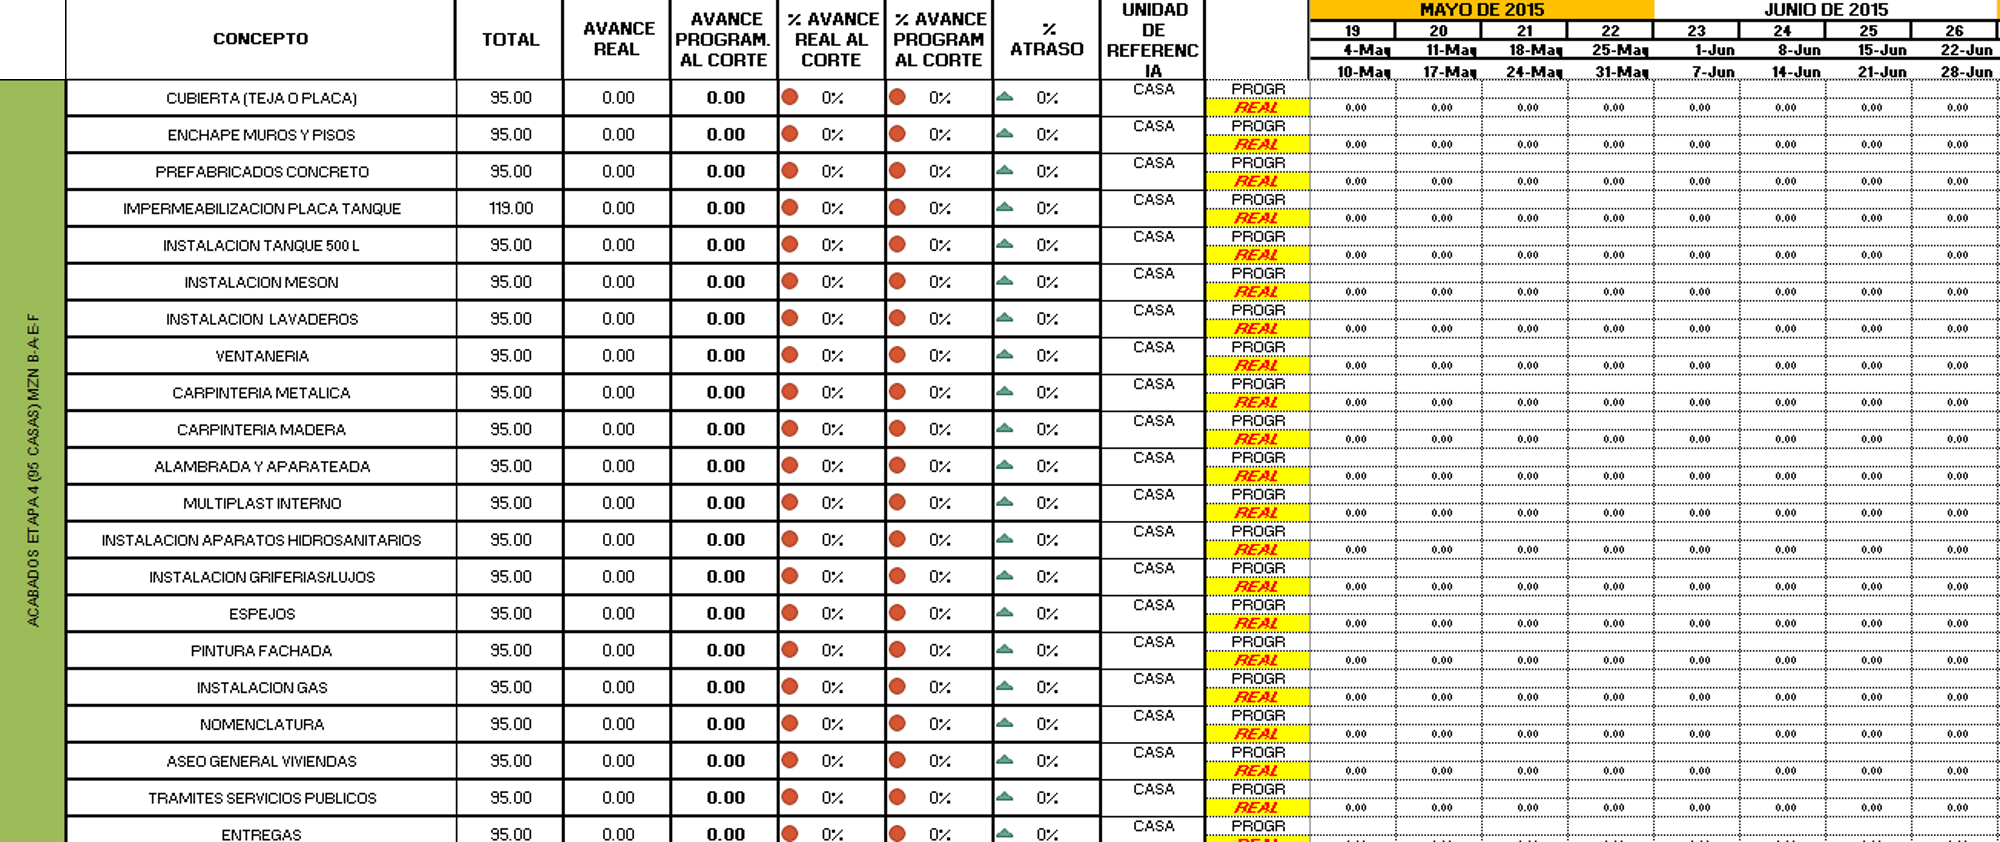 CONCEPTO TOTAL AVANCE REAL AVANCE PROGRAM. AL CORTE % AVANCE REAL AL CORTE % AVANCE PROGRAM AL CORTE % ATRASO UNIDAD DE REFERENCIA
MAYO DE 2015 JUNIO DE 2015
19 20 21 22 23 24 25 26
4-May 11-May 18-May 25-May 1-Jun 8-Jun 15-Jun 22-Jun
10-May 17-May 24-May 31-May 7-Jun 14-Jun 21-Jun 28-Jun
ACABADOS ETAPA 4 (95 CASAS) MZN B-A-E-F
CUBIERTA (TEJA O PLACA) 95.00 0.00 0.00 0% 0% 0% CASA PROGR
REAL 0.00 0.00 0.00 0.00 0.00 0.00 0.00 0.00
ENCHAPE MUROS Y PISOS 95.00 0.00 0.00 0% 0% 0% CASA PROGR
REAL 0.00 0.00 0.00 0.00 0.00 0.00 0.00 0.00
PREFABRICADOS CONCRETO 95.00 0.00 0.00 0% 0% 0% CASA PROGR
REAL 0.00 0.00 0.00 0.00 0.00 0.00 0.00 0.00
IMPERMEABILIZACION PLACA TANQUE 119.00 0.00 0.00 0% 0% 0% CASA PROGR
REAL 0.00 0.00 0.00 0.00 0.00 0.00 0.00 0.00
INSTALACION TANQUE 500 L 95.00 0.00 0.00 0% 0% 0% CASA PROGR
REAL 0.00 0.00 0.00 0.00 0.00 0.00 0.00 0.00
INSTALACION MESON 95.00 0.00 0.00 0% 0% 0% CASA PROGR
REAL 0.00 0.00 0.00 0.00 0.00 0.00 0.00 0.00
INSTALACION LAVADEROS 95.00 0.00 0.00 0% 0% 0% CASA PROGR
REAL 0.00 0.00 0.00 0.00 0.00 0.00 0.00 0.00
VENTANERIA 95.00 0.00 0.00 0% 0% 0% CASA PROGR
REAL 0.00 0.00 0.00 0.00 0.00 0.00 0.00 0.00
CARPINTERIA METALICA 95.00 0.00 0.00 0% 0% 0% CASA PROGR
REAL 0.00 0.00 0.00 0.00 0.00 0.00 0.00 0.00
CARPINTERIA MADERA 95.00 0.00 0.00 0% 0% 0% CASA PROGR
REAL 0.00 0.00 0.00 0.00 0.00 0.00 0.00 0.00
ALAMBRADA Y APARATEADA 95.00 0.00 0.00 0% 0% 0% CASA PROGR
REAL 0.00 0.00 0.00 0.00 0.00 0.00 0.00 0.00
MULTIPLAST INTERNO 95.00 0.00 0.00 0% 0% 0% CASA PROGR
REAL 0.00 0.00 0.00 0.00 0.00 0.00 0.00 0.00
INSTALACION APARATOS HIDROSANITARIOS 95.00 0.00 0.00 0% 0% 0% CASA PROGR
REAL 0.00 0.00 0.00 0.00 0.00 0.00 0.00 0.00
INSTALACION GRIFERIAS/LUJOS 95.00 0.00 0.00 0% 0% 0% CASA PROGR
REAL 0.00 0.00 0.00 0.00 0.00 0.00 0.00 0.00
ESPEJOS 95.00 0.00 0.00 0% 0% 0% CASA PROGR
REAL 0.00 0.00 0.00 0.00 0.00 0.00 0.00 0.00
PINTURA FACHADA 95.00 0.00 0.00 0% 0% 0% CASA PROGR
REAL 0.00 0.00 0.00 0.00 0.00 0.00 0.00 0.00
INSTALACION GAS 95.00 0.00 0.00 0% 0% 0% CASA PROGR
REAL 0.00 0.00 0.00 0.00 0.00 0.00 0.00 0.00
NOMENCLATURA 95.00 0.00 0.00 0% 0% 0% CASA PROGR
REAL 0.00 0.00 0.00 0.00 0.00 0.00 0.00 0.00
ASEO GENERAL VIVIENDAS 95.00 0.00 0.00 0% 0% 0% CASA PROGR
REAL 0.00 0.00 0.00 0.00 0.00 0.00 0.00 0.00
TRAMITES SERVICIOS PUBLICOS 95.00 0.00 0.00 0% 0% 0% CASA PROGR
REAL 0.00 0.00 0.00 0.00 0.00 0.00 0.00 0.00
ENTREGAS 95.00 0.00 0.00 0% 0% 0% CASA PROGR